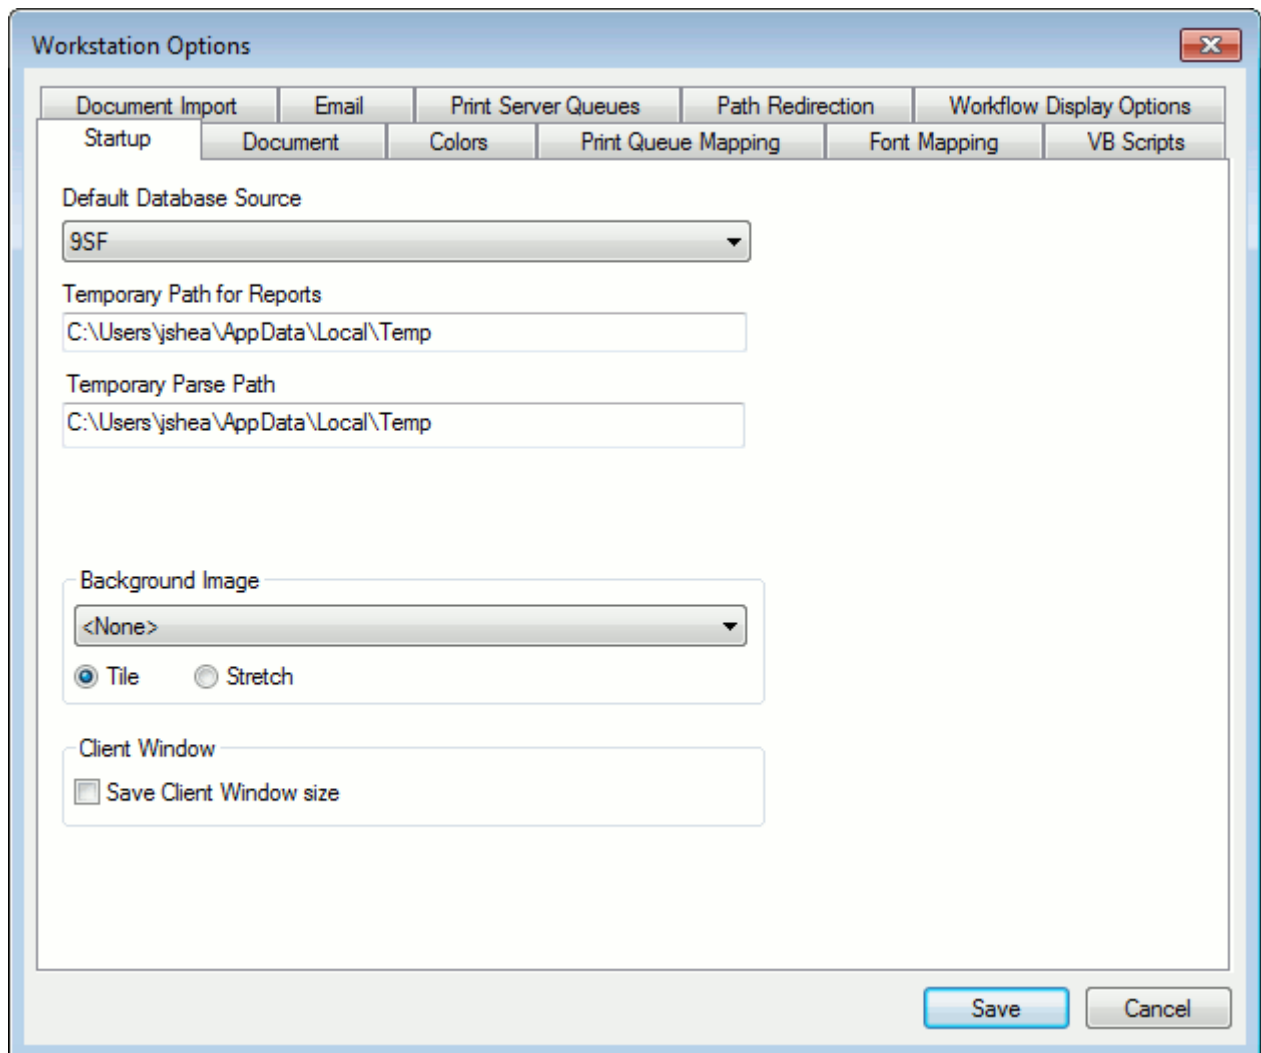 Workstation Options
Document Import Email Print Server Queues Path Redirection Workflow Display Options
Startup Document Colors Print Queue Mapping Font Mapping VB Scripts
Default Database Source
9SF
Temporary Path for Reports
C:\Users\jshea\AppData\Local\Temp
Temporary Parse Path
C:\Users\jshea\AppData\Local\Temp
Background Image
<None>
Tile Stretch
Client Window
Save Client Window size
Save Cancel